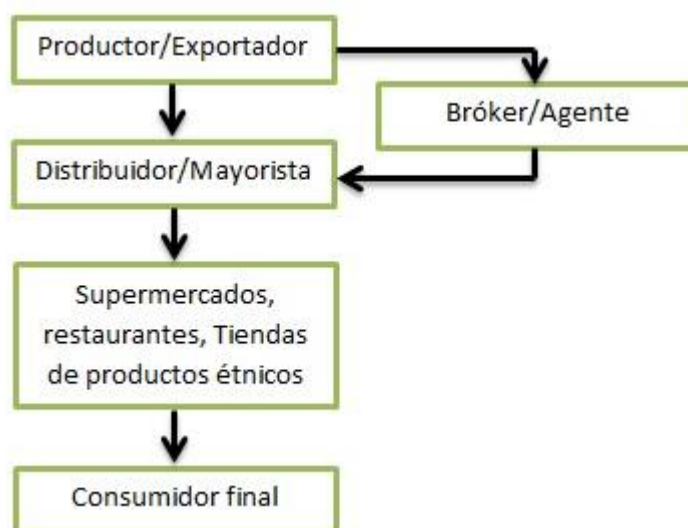 Productor/Exportador
Bróker/Agente
Distribuidor/Mayorista
Supermercados,
restaurantes, Tiendas
de productos étnicos
Consumidor final